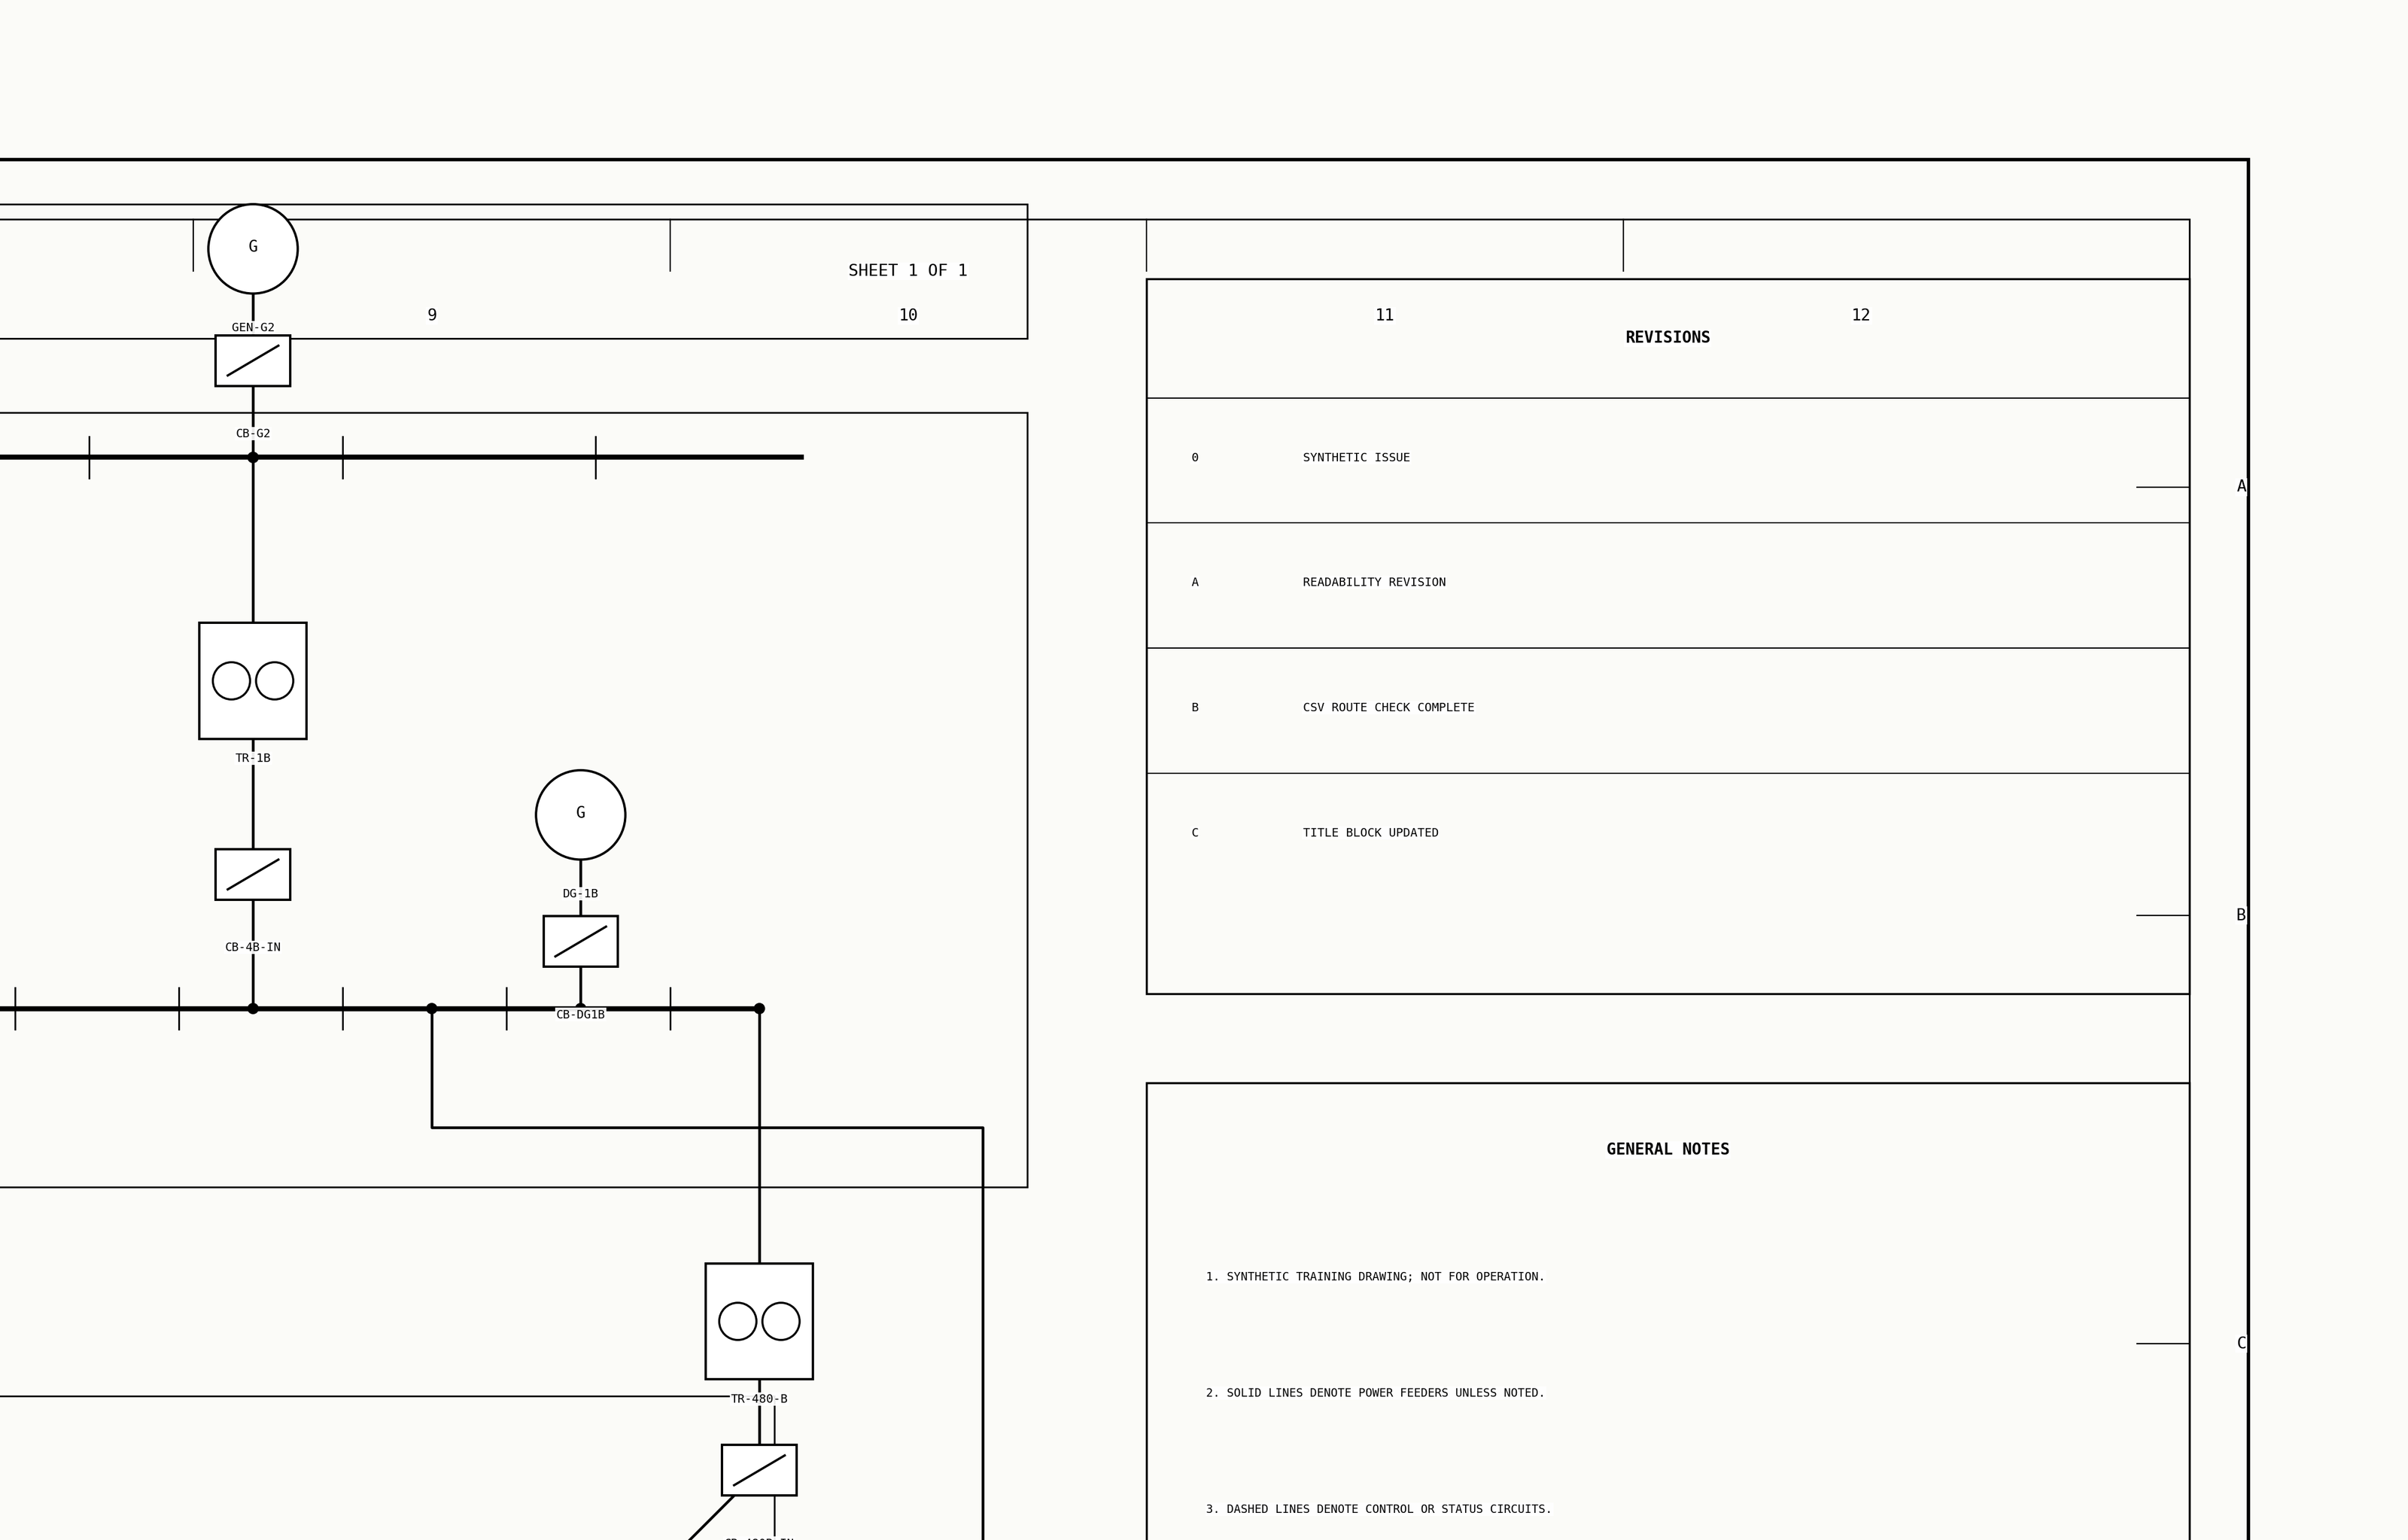 G
SHEET 1 OF 1
9
10
11
12
GEN-G2
REVISIONS
CB-G2
0 SYNTHETIC ISSUE
A
A READABILITY REVISION
B CSV ROUTE CHECK COMPLETE
TR-1B
G
C TITLE BLOCK UPDATED
DG-1B
B
CB-4B-IN
CB-DG1B
GENERAL NOTES
1. SYNTHETIC TRAINING DRAWING; NOT FOR OPERATION.
C
2. SOLID LINES DENOTE POWER FEEDERS UNLESS NOTED.
TR-480-B
3. DASHED LINES DENOTE CONTROL OR STATUS CIRCUITS.